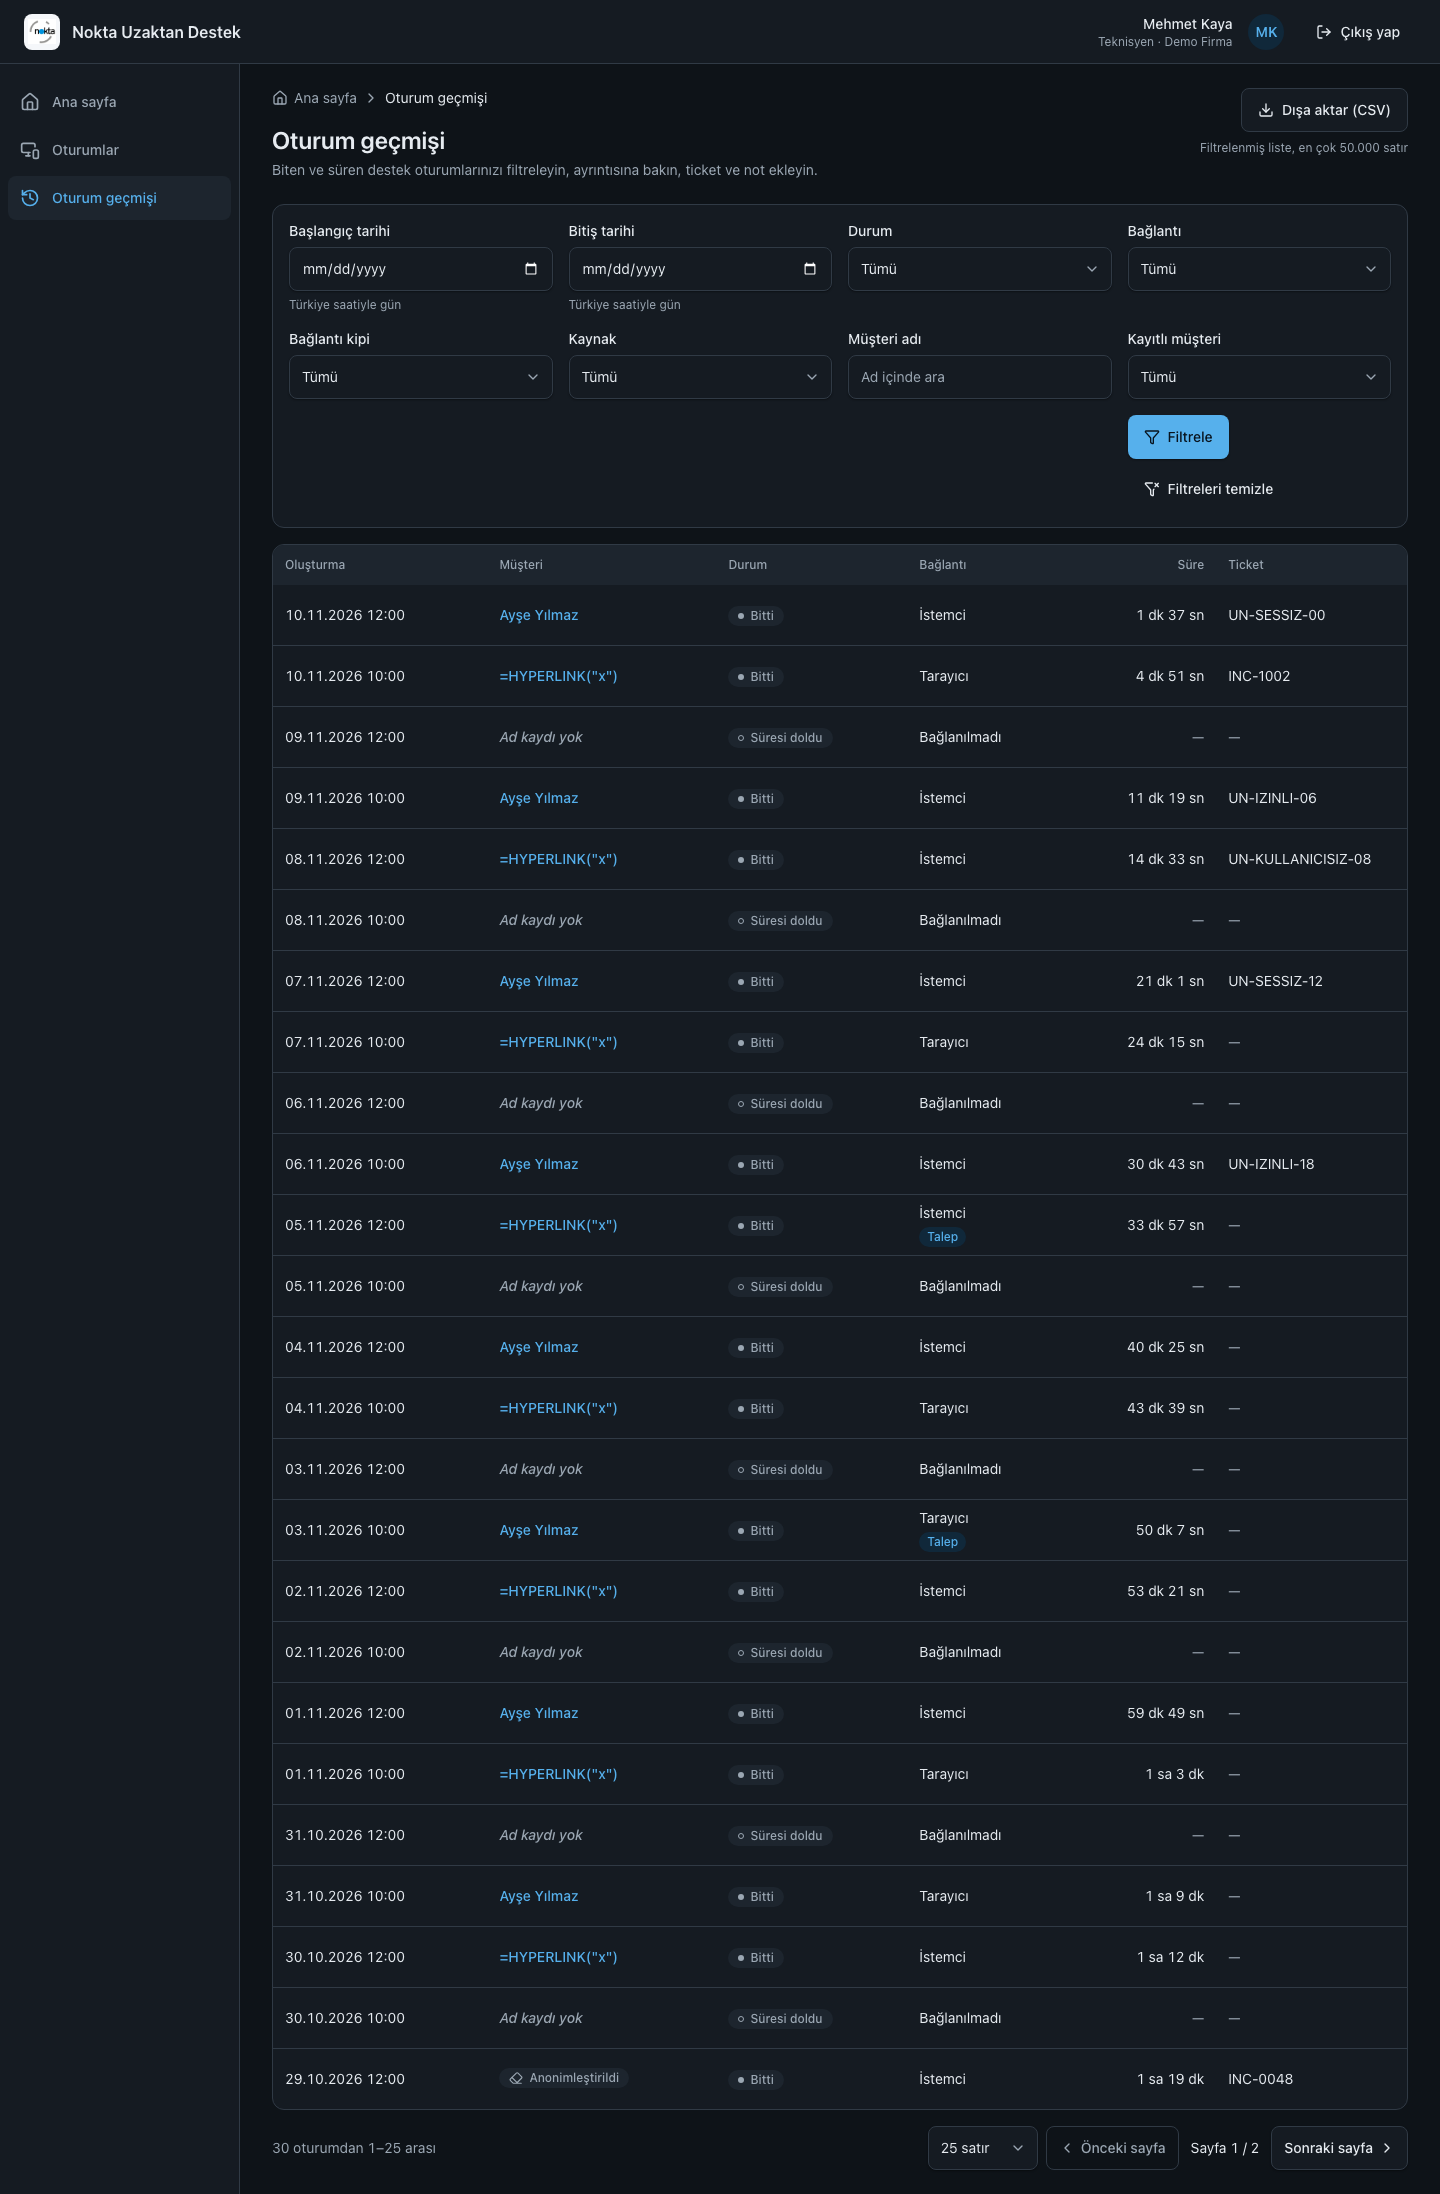 nokta
Nokta Uzaktan Destek
Mehmet Kaya
Teknisyen · Demo Firma
MK
Çıkış yap
Ana sayfa
Oturumlar
Oturum geçmişi
Ana sayfa > Oturum geçmişi
Dışa aktar (CSV)
Filtrelenmiş liste, en çok 50.000 satır
Oturum geçmişi
Biten ve süren destek oturumlarınızı filtreleyin, ayrıntısına bakın, ticket ve not ekleyin.
Başlangıç tarihi Bitiş tarihi Durum Bağlantı
mm/dd/yyyy mm/dd/yyyy Tümü Tümü
Türkiye saatiyle gün Türkiye saatiyle gün
Bağlantı kipi Kaynak Müşteri adı Kayıtlı müşteri
Tümü Tümü Ad içinde ara Tümü
Filtrele
Filtreleri temizle
Oluşturma Müşteri Durum Bağlantı Süre Ticket
10.11.2026 12:00 Ayşe Yılmaz Bitti İstemci 1 dk 37 sn UN-SESSIZ-00
10.11.2026 10:00 =HYPERLINK("x") Bitti Tarayıcı 4 dk 51 sn INC-1002
09.11.2026 12:00 Ad kaydı yok Süresi doldu Bağlanılmadı — —
09.11.2026 10:00 Ayşe Yılmaz Bitti İstemci 11 dk 19 sn UN-IZINLI-06
08.11.2026 12:00 =HYPERLINK("x") Bitti İstemci 14 dk 33 sn UN-KULLANICISIZ-08
08.11.2026 10:00 Ad kaydı yok Süresi doldu Bağlanılmadı — —
07.11.2026 12:00 Ayşe Yılmaz Bitti İstemci 21 dk 1 sn UN-SESSIZ-12
07.11.2026 10:00 =HYPERLINK("x") Bitti Tarayıcı 24 dk 15 sn —
06.11.2026 12:00 Ad kaydı yok Süresi doldu Bağlanılmadı — —
06.11.2026 10:00 Ayşe Yılmaz Bitti İstemci 30 dk 43 sn UN-IZINLI-18
05.11.2026 12:00 =HYPERLINK("x") Bitti İstemci Talep 33 dk 57 sn —
05.11.2026 10:00 Ad kaydı yok Süresi doldu Bağlanılmadı — —
04.11.2026 12:00 Ayşe Yılmaz Bitti İstemci 40 dk 25 sn —
04.11.2026 10:00 =HYPERLINK("x") Bitti Tarayıcı 43 dk 39 sn —
03.11.2026 12:00 Ad kaydı yok Süresi doldu Bağlanılmadı — —
03.11.2026 10:00 Ayşe Yılmaz Bitti Tarayıcı Talep 50 dk 7 sn —
02.11.2026 12:00 =HYPERLINK("x") Bitti İstemci 53 dk 21 sn —
02.11.2026 10:00 Ad kaydı yok Süresi doldu Bağlanılmadı — —
01.11.2026 12:00 Ayşe Yılmaz Bitti İstemci 59 dk 49 sn —
01.11.2026 10:00 =HYPERLINK("x") Bitti Tarayıcı 1 sa 3 dk —
31.10.2026 12:00 Ad kaydı yok Süresi doldu Bağlanılmadı — —
31.10.2026 10:00 Ayşe Yılmaz Bitti Tarayıcı 1 sa 9 dk —
30.10.2026 12:00 =HYPERLINK("x") Bitti İstemci 1 sa 12 dk —
30.10.2026 10:00 Ad kaydı yok Süresi doldu Bağlanılmadı — —
29.10.2026 12:00 Anonimleştirildi Bitti İstemci 1 sa 19 dk INC-0048
30 oturumdan 1–25 arası 25 satır Önceki sayfa Sayfa 1 / 2 Sonraki sayfa